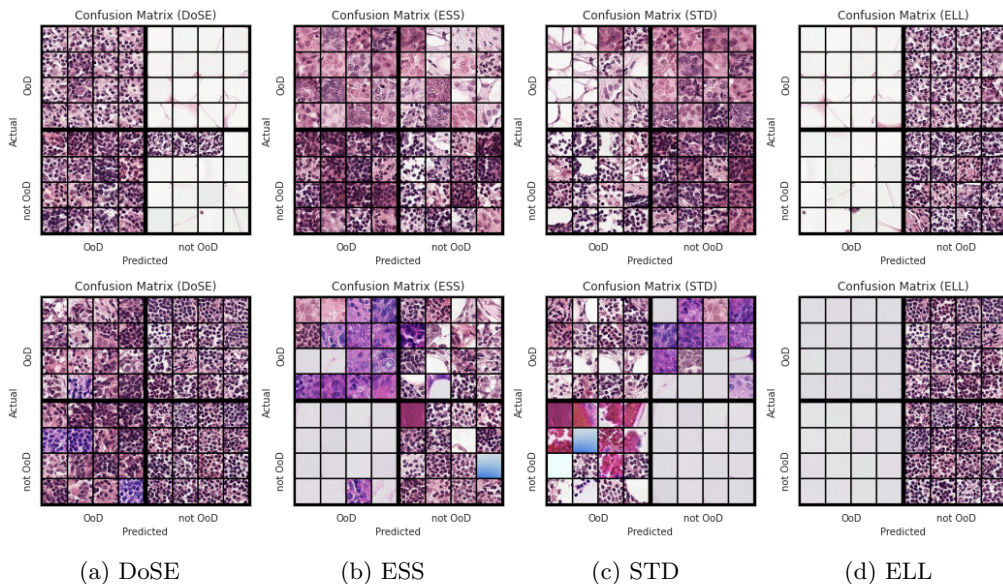 Confusion Matrix (DoSE)
Confusion Matrix (ESS)
Confusion Matrix (STD)
Confusion Matrix (ELL)
Actual
OoD
not OoD
Actual
OoD
not OoD
Actual
OoD
not OoD
Actual
OoD
not OoD
OoD not OoD
OoD not OoD
OoD not OoD
OoD not OoD
Predicted
Predicted
Predicted
Predicted
Confusion Matrix (DoSE)
Confusion Matrix (ESS)
Confusion Matrix (STD)
Confusion Matrix (ELL)
Actual
OoD
not OoD
Actual
OoD
not OoD
Actual
OoD
not OoD
Actual
OoD
not OoD
OoD not OoD
OoD not OoD
OoD not OoD
OoD not OoD
Predicted
Predicted
Predicted
Predicted
(a) DoSE
(b) ESS
(c) STD
(d) ELL